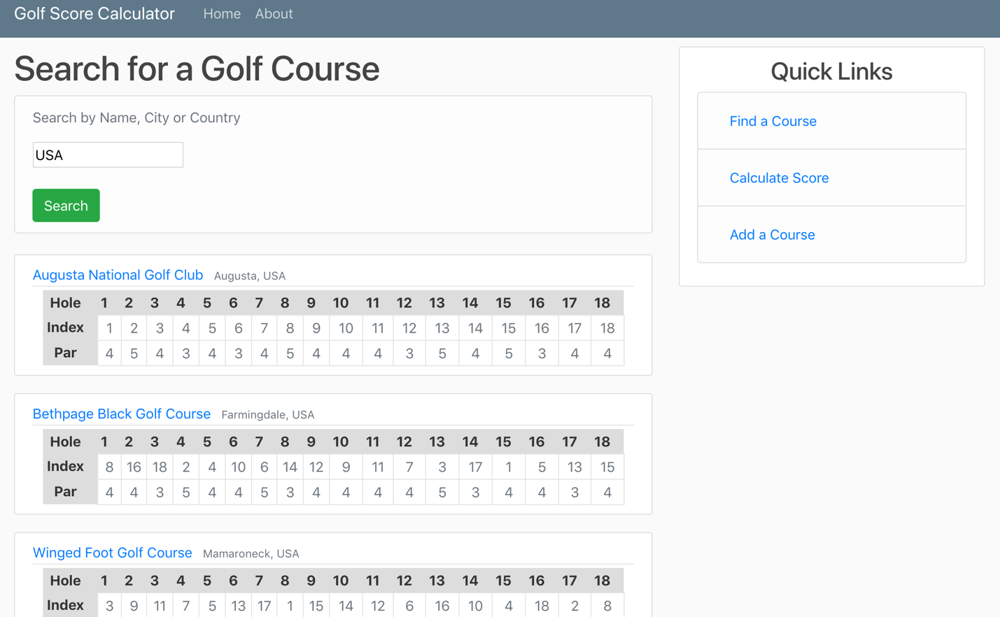 Golf Score Calculator Home About
Search for a Golf Course
Search by Name, City or Country
USA
Search
Augusta National Golf Club Augusta, USA
Hole 1 2 3 4 5 6 7 8 9 10 11 12 13 14 15 16 17 18
Index 1 2 3 4 5 6 7 8 9 10 11 12 13 14 15 16 17 18
Par 4 5 4 3 4 3 4 5 4 4 4 3 5 4 5 3 4 4
Bethpage Black Golf Course Farmingdale, USA
Hole 1 2 3 4 5 6 7 8 9 10 11 12 13 14 15 16 17 18
Index 8 16 18 2 4 10 6 14 12 9 11 7 3 17 1 5 13 15
Par 4 4 3 5 4 4 5 3 4 4 4 4 5 3 4 4 3 4
Winged Foot Golf Course Mamaroneck, USA
Hole 1 2 3 4 5 6 7 8 9 10 11 12 13 14 15 16 17 18
Index 3 9 11 7 5 13 17 1 15 14 12 6 16 10 4 18 2 8
Quick Links
Find a Course
Calculate Score
Add a Course